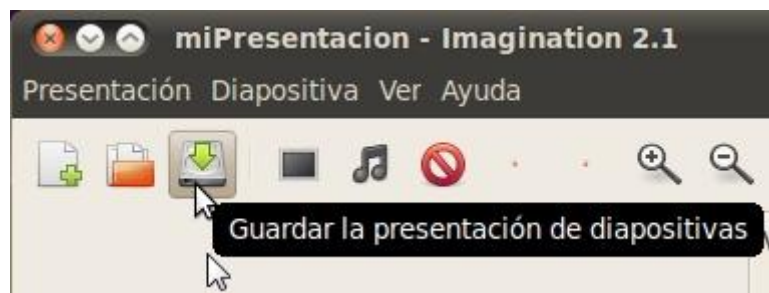 miPresentacion - Imagination 2.1
Presentación Diapositiva Ver Ayuda
Guardar la presentación de diapositivas